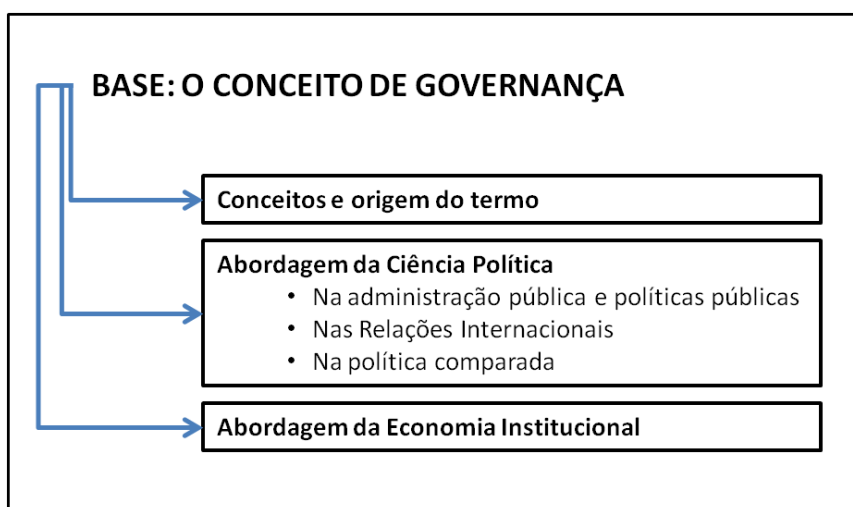 BASE: O CONCEITO DE GOVERNANÇA
Conceitos e origem do termo
Abordagem da Ciência Política
• Na administração pública e políticas públicas
• Nas Relações Internacionais
• Na política comparada
Abordagem da Economia Institucional